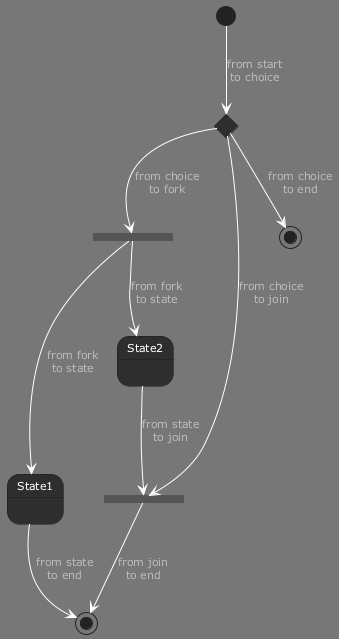 from start
to choice
from choice
to fork
from choice
to end
from fork
to state
from choice
to join
State2
from fork
to state
from state
to join
State1
from state
to end
from join
to end